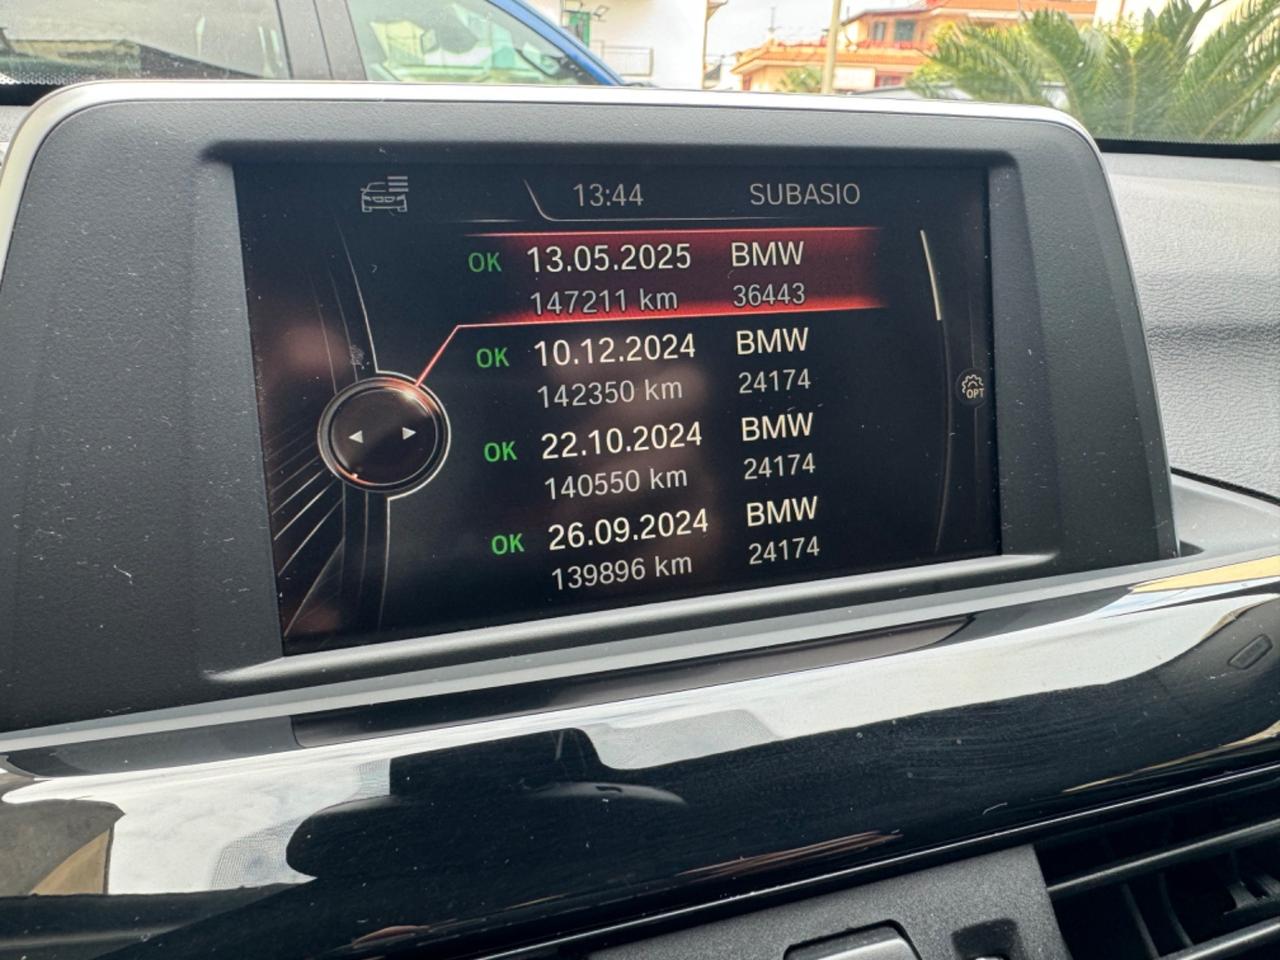 13:44 SUBASIO
OK 13.05.2025 BMW
147211 km 36443
OK 10.12.2024 BMW
142350 km 24174
OK 22.10.2024 BMW
140550 km 24174
OK 26.09.2024 BMW
139896 km 24174
OPT